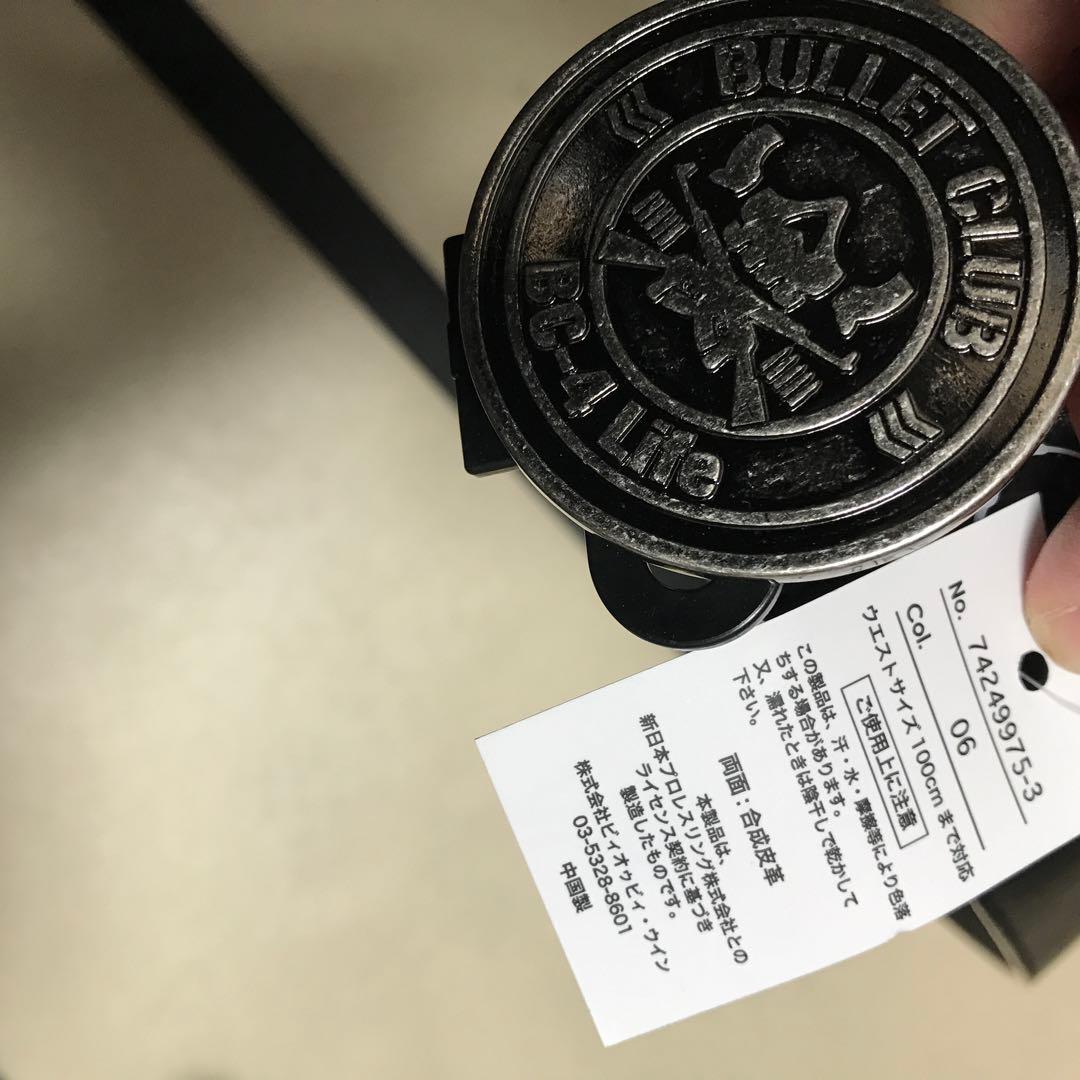 BULLET CLUB
BC-4 Life
No. 74249975-3
Col. 06
ウエストサイズ 100cm まで対応
ご使用上に注意
この製品は、汗・水・摩擦等により色落
ちする場合があります。
又、濡れたときは陰干しで乾かして
下さい。
両面：合成皮革
本製品は、
新日本プロレスリング株式会社との
ライセンス契約に基づき
製造したものです。
株式会社ビィオゥビィ・ウイン
03-5328-8601
中国製